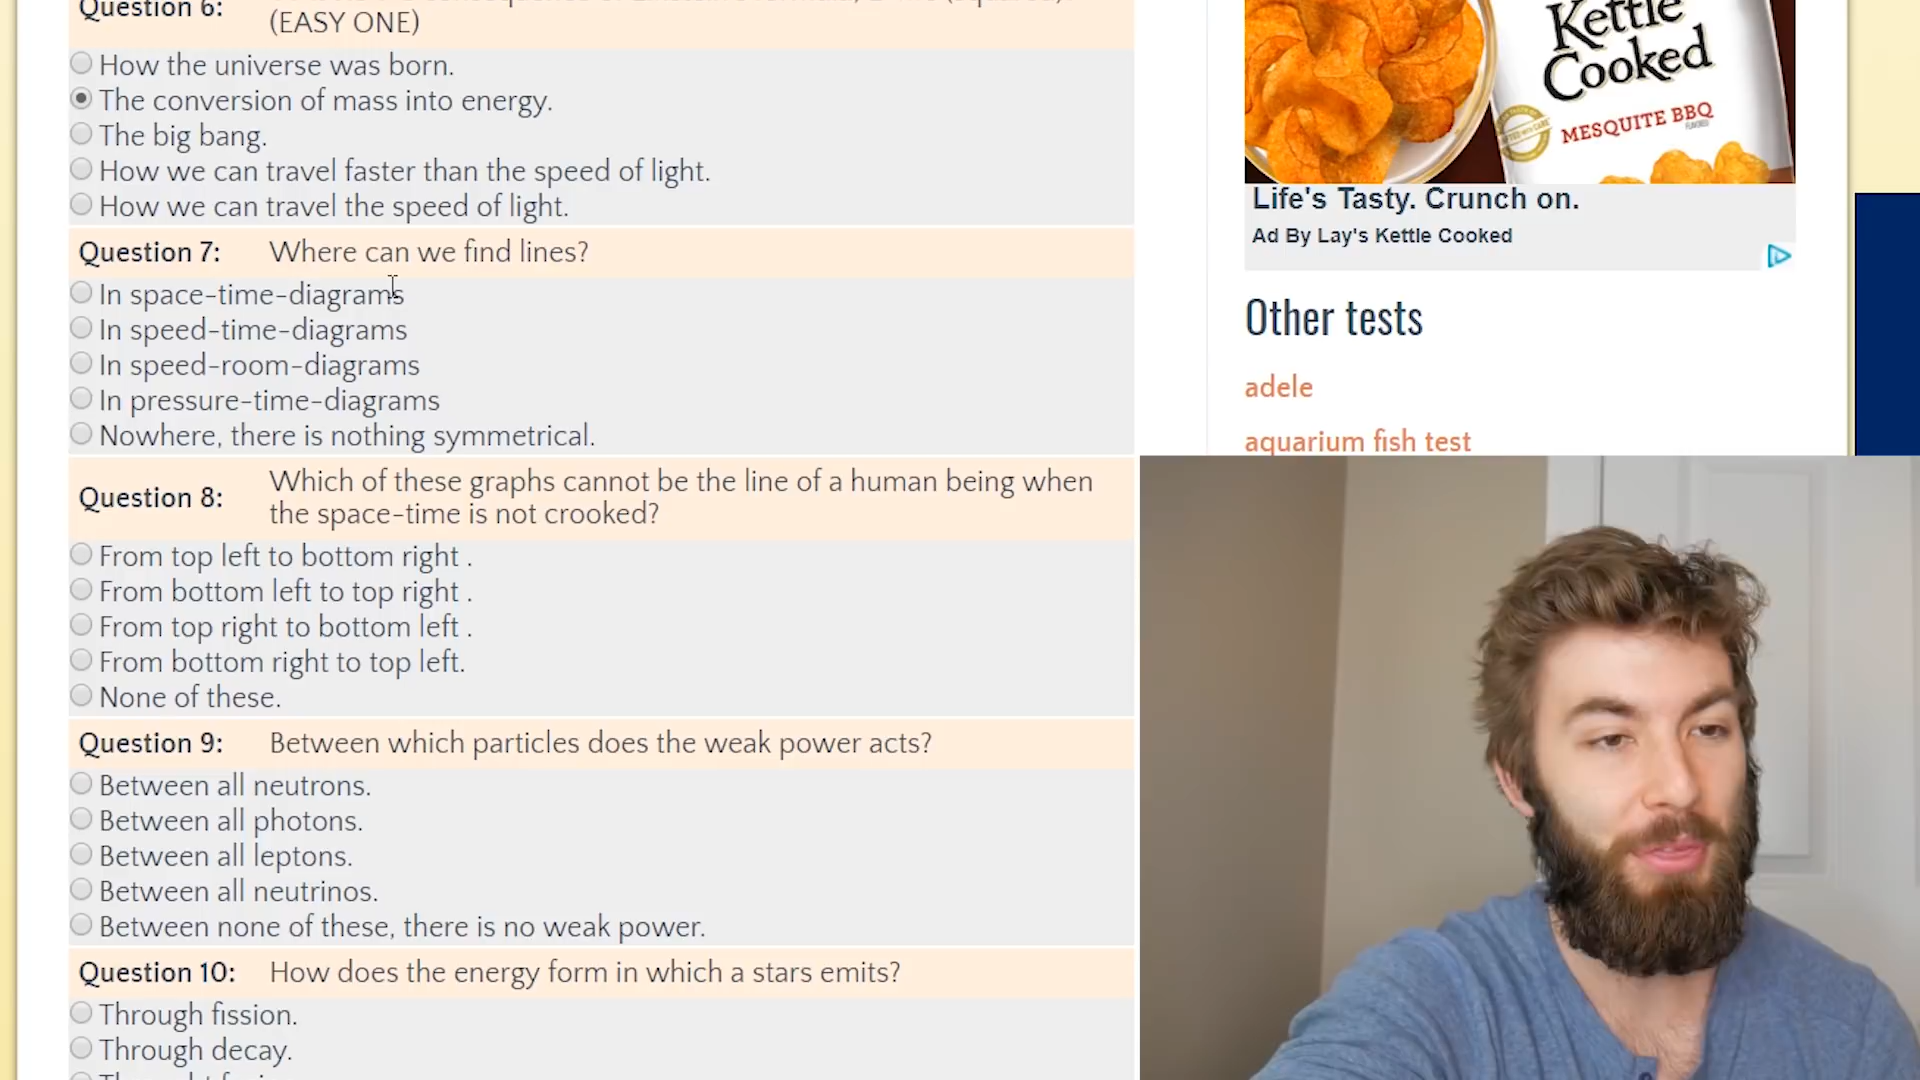 Question 6:
(EASY ONE)
How the universe was born.
The conversion of mass into energy.
The big bang.
How we can travel faster than the speed of light.
How we can travel the speed of light.
Question 7: Where can we find lines?
In space-time-diagrams
In speed-time-diagrams
In speed-room-diagrams
In pressure-time-diagrams
Nowhere, there is nothing symmetrical.
Question 8: Which of these graphs cannot be the line of a human being when
the space-time is not crooked?
From top left to bottom right .
From bottom left to top right .
From top right to bottom left .
From bottom right to top left.
None of these.
Question 9: Between which particles does the weak power acts?
Between all neutrons.
Between all photons.
Between all leptons.
Between all neutrinos.
Between none of these, there is no weak power.
Question 10: How does the energy form in which a stars emits?
Through fission.
Through decay.
Kettle
Cooked
MESQUITE BBQ
Life's Tasty. Crunch on.
Ad By Lay's Kettle Cooked
Other tests
adele
aquarium fish test